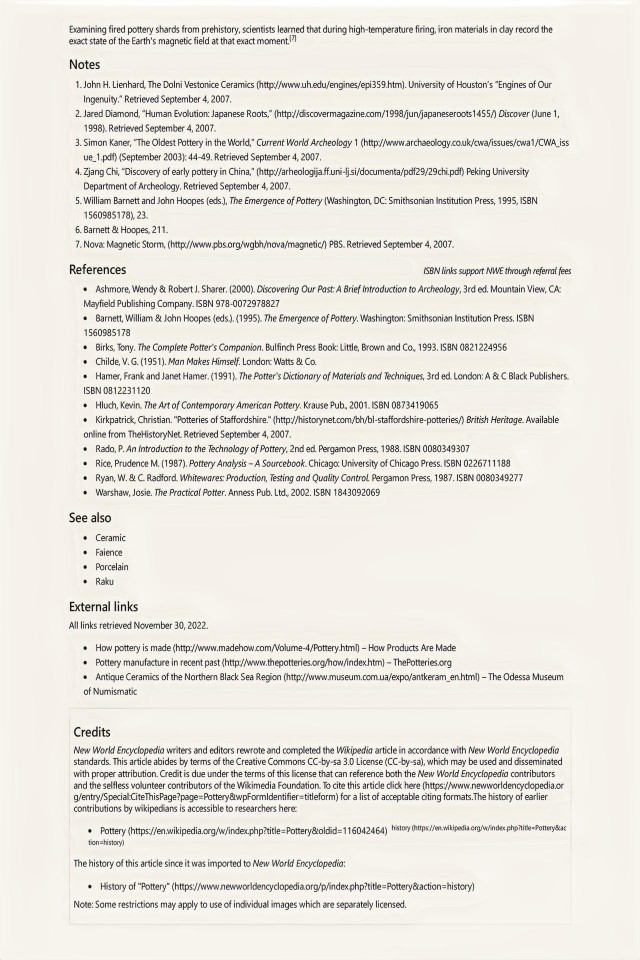 Examining fired pottery shards from prehistory, scientists learned that during high-temperature firing, iron materials in clay record the
exact state of the Earth's magnetic field at that exact moment.[7]
Notes
1. John H. Lienhard, The Dolni Vestonice Ceramics (http://www.uh.edu/engines/epi359.htm). University of Houston's "Engines of Our
Ingenuity." Retrieved September 4, 2007.
2. Jared Diamond, "Human Evolution: Japanese Roots," (http://discovermagazine.com/1998/jun/japaneseroots1455/) Discover (June 1,
1998). Retrieved September 4, 2007.
3. Simon Kaner, "The Oldest Pottery in the World," Current World Archeology 1 (http://www.archaeology.co.uk/cwa/issues/cwa1/CWA_iss
ue_1.pdf) (September 2003): 44-49. Retrieved September 4, 2007.
4. Zjang Chi, "Discovery of early pottery in China," (http://arheologija.ff.uni-lj.si/documenta/pdf29/29chi.pdf) Peking University
Department of Archeology. Retrieved September 4, 2007.
5. William Barnett and John Hoopes (eds.), The Emergence of Pottery (Washington, DC: Smithsonian Institution Press, 1995, ISBN
1560985178), 23.
6. Barnett & Hoopes, 211.
7. Nova: Magnetic Storm, (http://www.pbs.org/wgbh/nova/magnetic/) PBS. Retrieved September 4, 2007.
References
ISBN links support NWE through referral fees
• Ashmore, Wendy & Robert J. Sharer. (2000). Discovering Our Past: A Brief Introduction to Archeology, 3rd ed. Mountain View, CA:
Mayfield Publishing Company. ISBN 978-0072978827
• Barnett, William & John Hoopes (eds.). (1995). The Emergence of Pottery. Washington: Smithsonian Institution Press. ISBN
1560985178
• Birks, Tony. The Complete Potter's Companion. Bulfinch Press Book: Little, Brown and Co., 1993. ISBN 0821224956
• Childe, V. G. (1951). Man Makes Himself. London: Watts & Co.
• Hamer, Frank and Janet Hamer. (1991). The Potter's Dictionary of Materials and Techniques, 3rd ed. London: A & C Black Publishers.
ISBN 0812231120
• Hluch, Kevin. The Art of Contemporary American Pottery. Krause Pub., 2001. ISBN 0873419065
• Kirkpatrick, Christian. "Potteries of Staffordshire." (http://historynet.com/bh/bl-staffordshire-potteries/) British Heritage. Available
online from TheHistoryNet. Retrieved September 4, 2007.
• Rado, P. An Introduction to the Technology of Pottery, 2nd ed. Pergamon Press, 1988. ISBN 0080349307
• Rice, Prudence M. (1987). Pottery Analysis – A Sourcebook. Chicago: University of Chicago Press. ISBN 0226711188
• Ryan, W. & C. Radford. Whitewares: Production, Testing and Quality Control. Pergamon Press, 1987. ISBN 0080349277
• Warshaw, Josie. The Practical Potter. Anness Pub. Ltd., 2002. ISBN 1843092069
See also
• Ceramic
• Faience
• Porcelain
• Raku
External links
All links retrieved November 30, 2022.
• How pottery is made (http://www.madehow.com/Volume-4/Pottery.html) – How Products Are Made
• Pottery manufacture in recent past (http://www.thepotteries.org/how/index.htm) – ThePotteries.org
• Antique Ceramics of the Northern Black Sea Region (http://www.museum.com.ua/expo/antkeram_en.html) – The Odessa Museum
of Numismatic
Credits
New World Encyclopedia writers and editors rewrote and completed the Wikipedia article in accordance with New World Encyclopedia
standards. This article abides by terms of the Creative Commons CC-by-sa 3.0 License (CC-by-sa), which may be used and disseminated
with proper attribution. Credit is due under the terms of this license that can reference both the New World Encyclopedia contributors
and the selfless volunteer contributors of the Wikimedia Foundation. To cite this article click here (https://www.newworldencyclopedia.or
g/entry/Special:CiteThisPage?page=Pottery&wpFormIdentifier=titleform) for a list of acceptable citing formats.The history of earlier
contributions by wikipedians is accessible to researchers here:
• Pottery (https://en.wikipedia.org/w/index.php?title=Pottery&oldid=116042464) history (https://en.wikipedia.org/w/index.php?title=Pottery&ac
tion=history)
The history of this article since it was imported to New World Encyclopedia:
• History of "Pottery" (https://www.newworldencyclopedia.org/p/index.php?title=Pottery&action=history)
Note: Some restrictions may apply to use of individual images which are separately licensed.